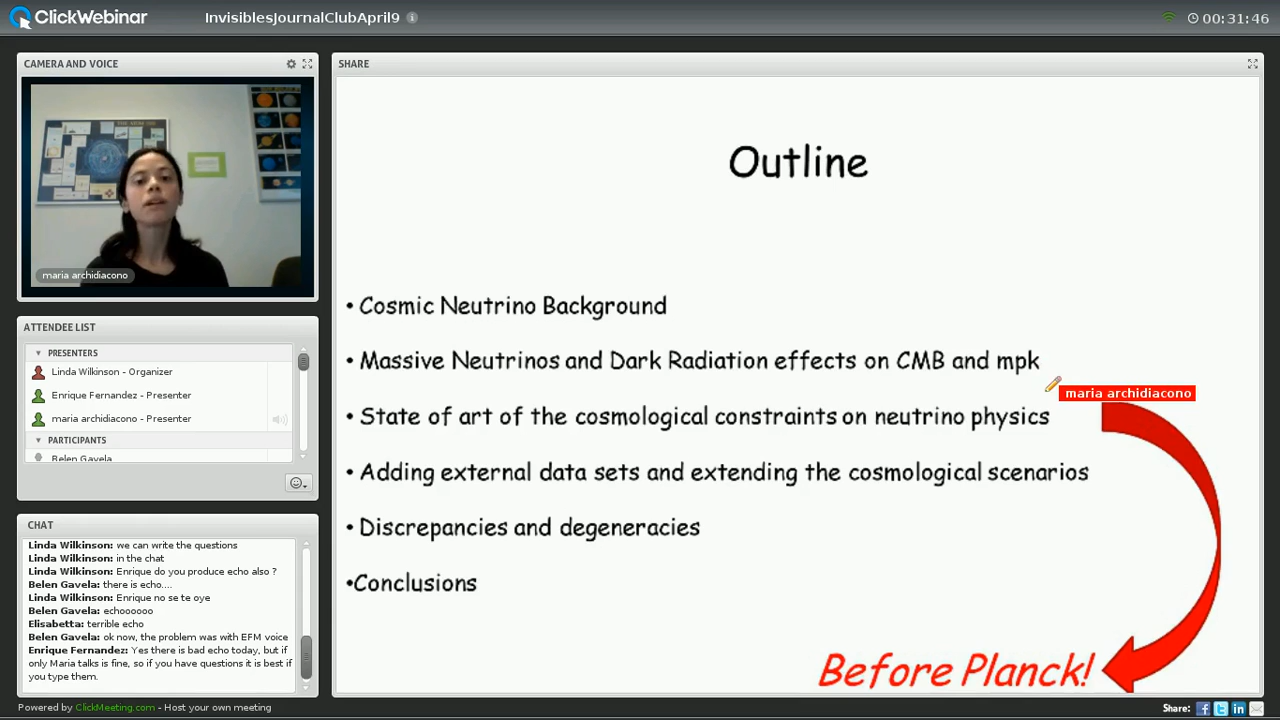 ClickWebinar
InvisiblesJournalClubApril9
00:31:46
CAMERA AND VOICE
maria archidiacono
ATTENDEE LIST
PRESENTERS
Linda Wilkinson - Organizer
Enrique Fernandez - Presenter
maria archidiacono - Presenter
PARTICIPANTS
Belen Gavela
CHAT
Linda Wilkinson: we can write the questions
Linda Wilkinson: in the chat
Linda Wilkinson: Enrique do you produce echo also ?
Belen Gavela: there is echo....
Linda Wilkinson: Enrique no se te oye
Belen Gavela: echoooooo
Elisabetta: terrible echo
Belen Gavela: ok now, the problem was with EFM voice
Enrique Fernandez: Yes there is bad echo today, but if
only Maria talks is fine, so if you have questions it is best if
you type them.
SHARE
Outline
• Cosmic Neutrino Background
• Massive Neutrinos and Dark Radiation effects on CMB and mpk
maria archidiacono
• State of art of the cosmological constraints on neutrino physics
• Adding external data sets and extending the cosmological scenarios
• Discrepancies and degeneracies
•Conclusions
Before Planck!
Powered by ClickMeeting.com - Host your own meeting
Share: